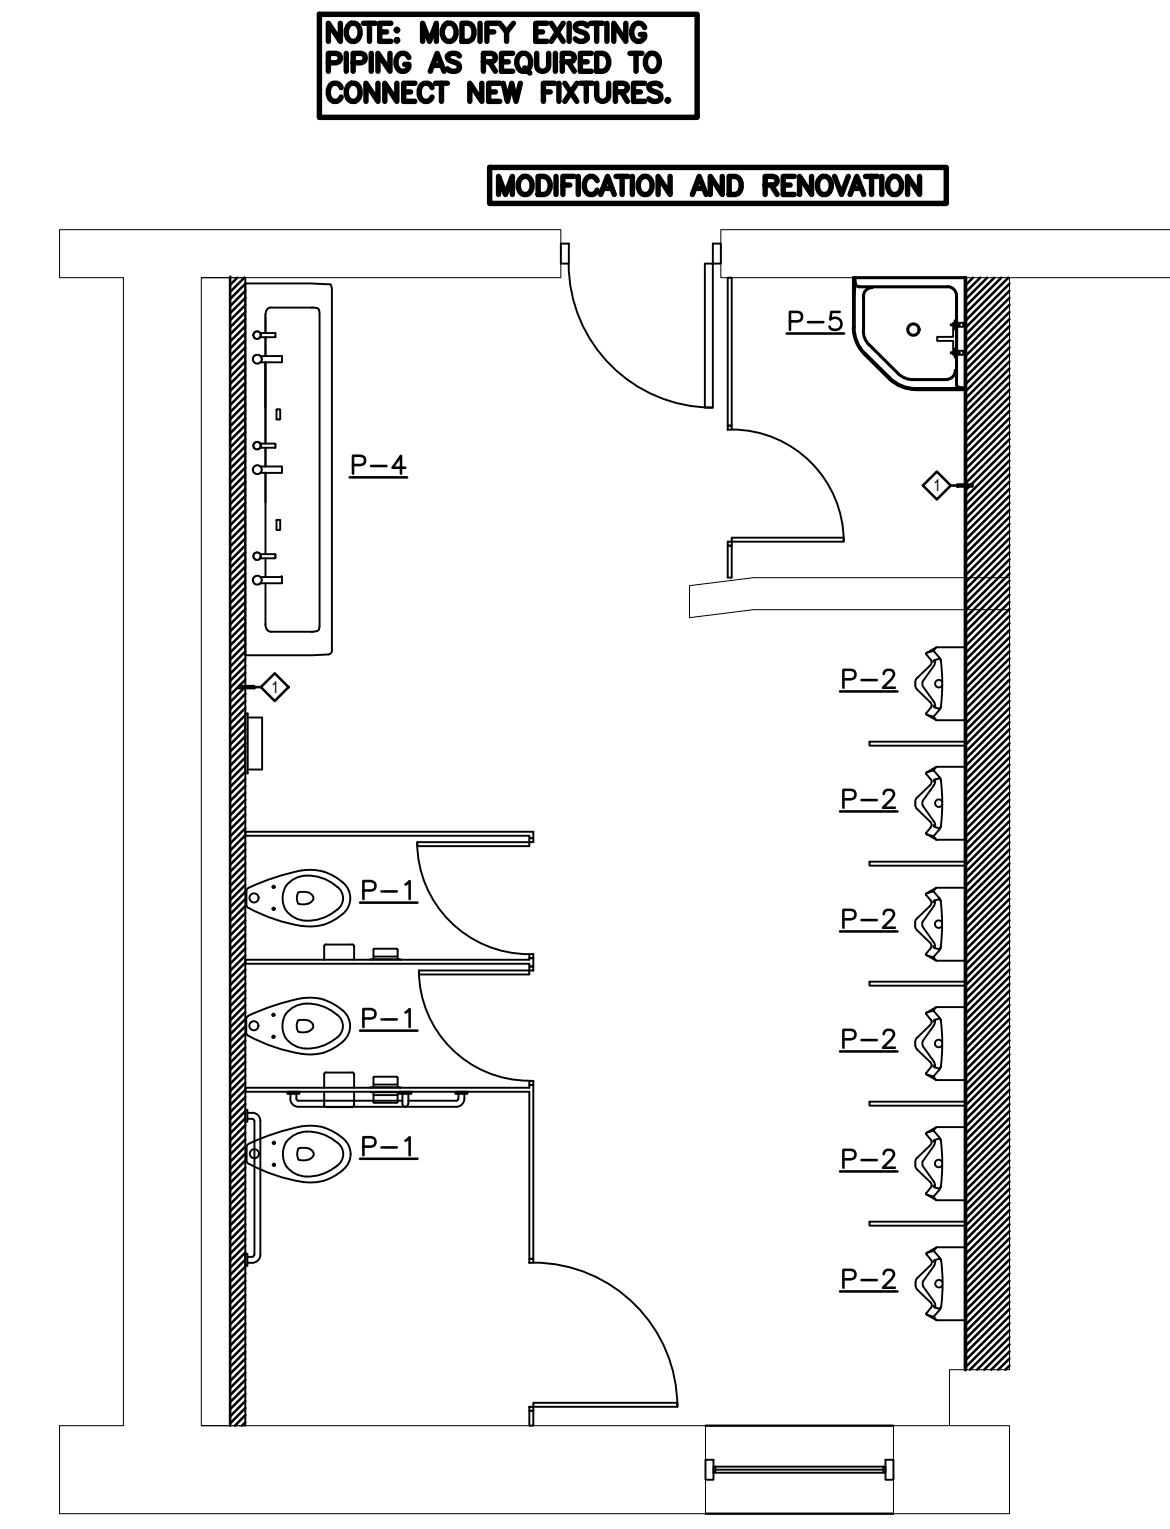 NOTE: MODIFY EXISTING
PIPING AS REQUIRED TO
CONNECT NEW FIXTURES.
MODIFICATION AND RENOVATION
P-5
P-4
1
P-2
1
P-2
P-1
P-2
P-1
P-2
P-1
P-2
P-2